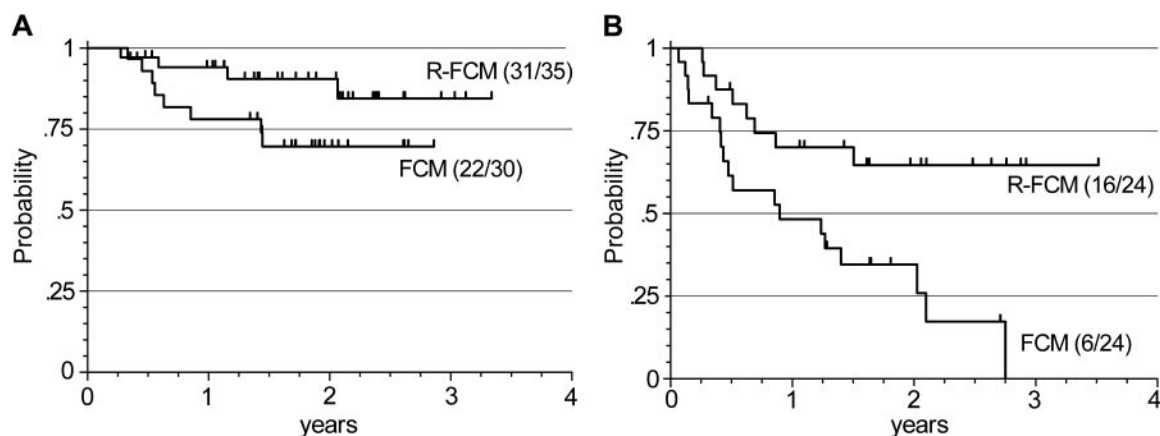 A
Probability
1
.75
.5
.25
0
R-FCM (31/35)
FCM (22/30)
0 1 2 3 4
years
B
Probability
1
.75
.5
.25
0
R-FCM (16/24)
FCM (6/24)
0 1 2 3 4
years